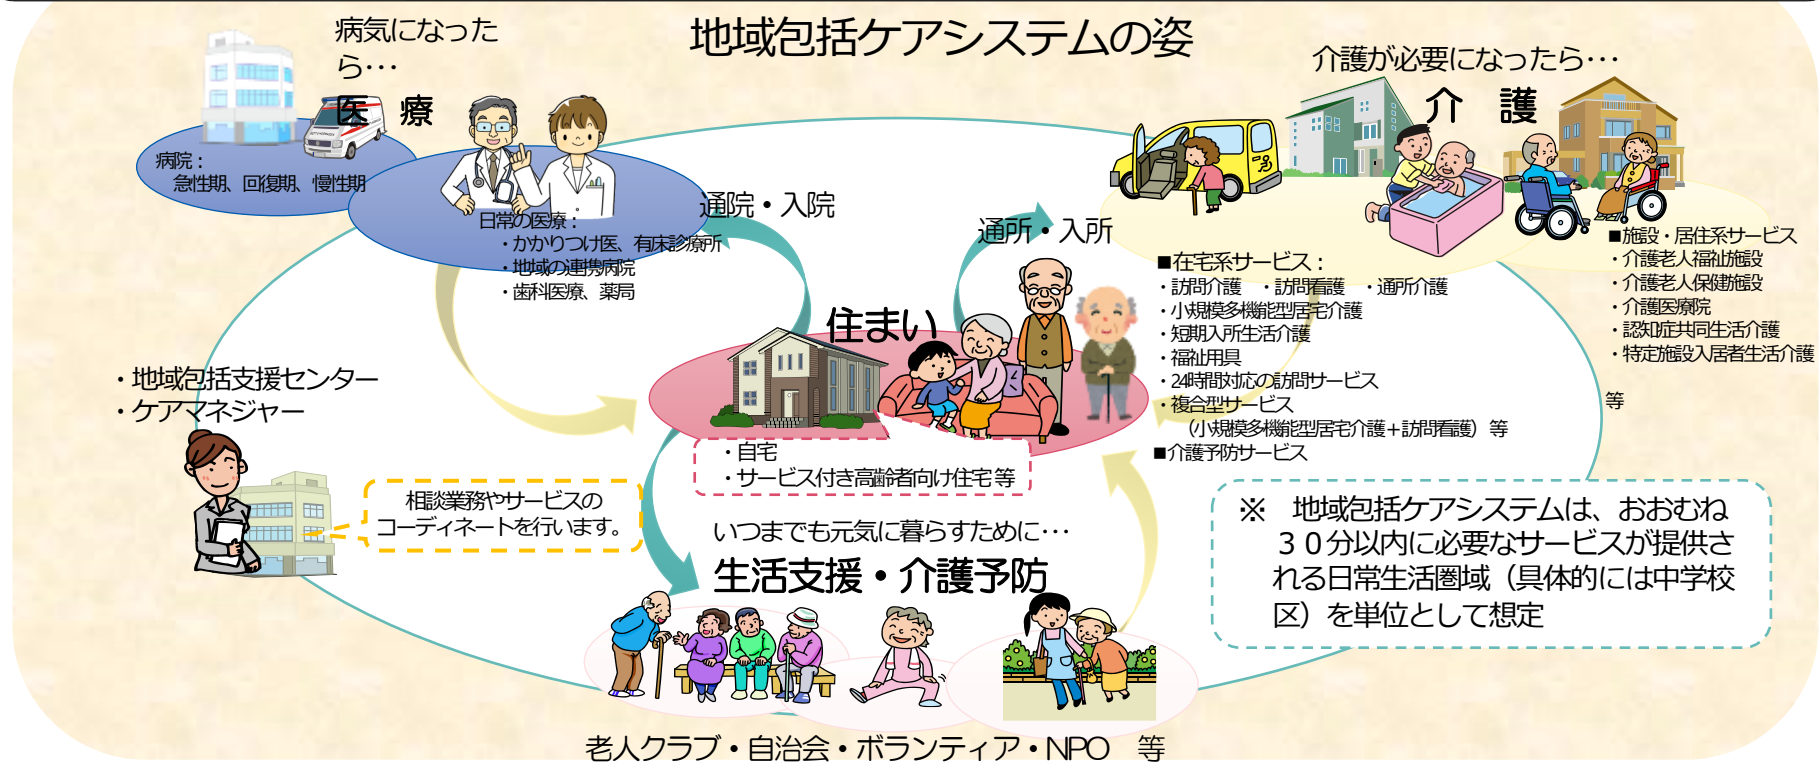 地域包括ケアシステムの姿
病気になった
ら･･･
医　療
病院：
急性期、回復期、慢性期
日常の医療：
・かかりつけ医、有床診療所
・地域の連携病院
・歯科医療、薬局
通院・入院
通所・入所
介護が必要になったら･･･
介　護
■在宅系サービス：
・訪問介護　・訪問看護　・通所介護
・小規模多機能型居宅介護
・短期入所生活介護
・福祉用具
・24時間対応の訪問サービス
・複合型サービス
（小規模多機能型居宅介護＋訪問看護）等
■介護予防サービス
■施設・居住系サービス
・介護老人福祉施設
・介護老人保健施設
・介護医療院
・認知症共同生活介護
・特定施設入居者生活介護
等
住まい
・自宅
・サービス付き高齢者向け住宅等
・地域包括支援センター
・ケアマネジャー
相談業務やサービスの
コーディネートを行います。
いつまでも元気に暮らすために･･･
生活支援・介護予防
老人クラブ・自治会・ボランティア・NPO　等
※　地域包括ケアシステムは、おおむね
３０分以内に必要なサービスが提供さ
れる日常生活圏域（具体的には中学校
区）を単位として想定